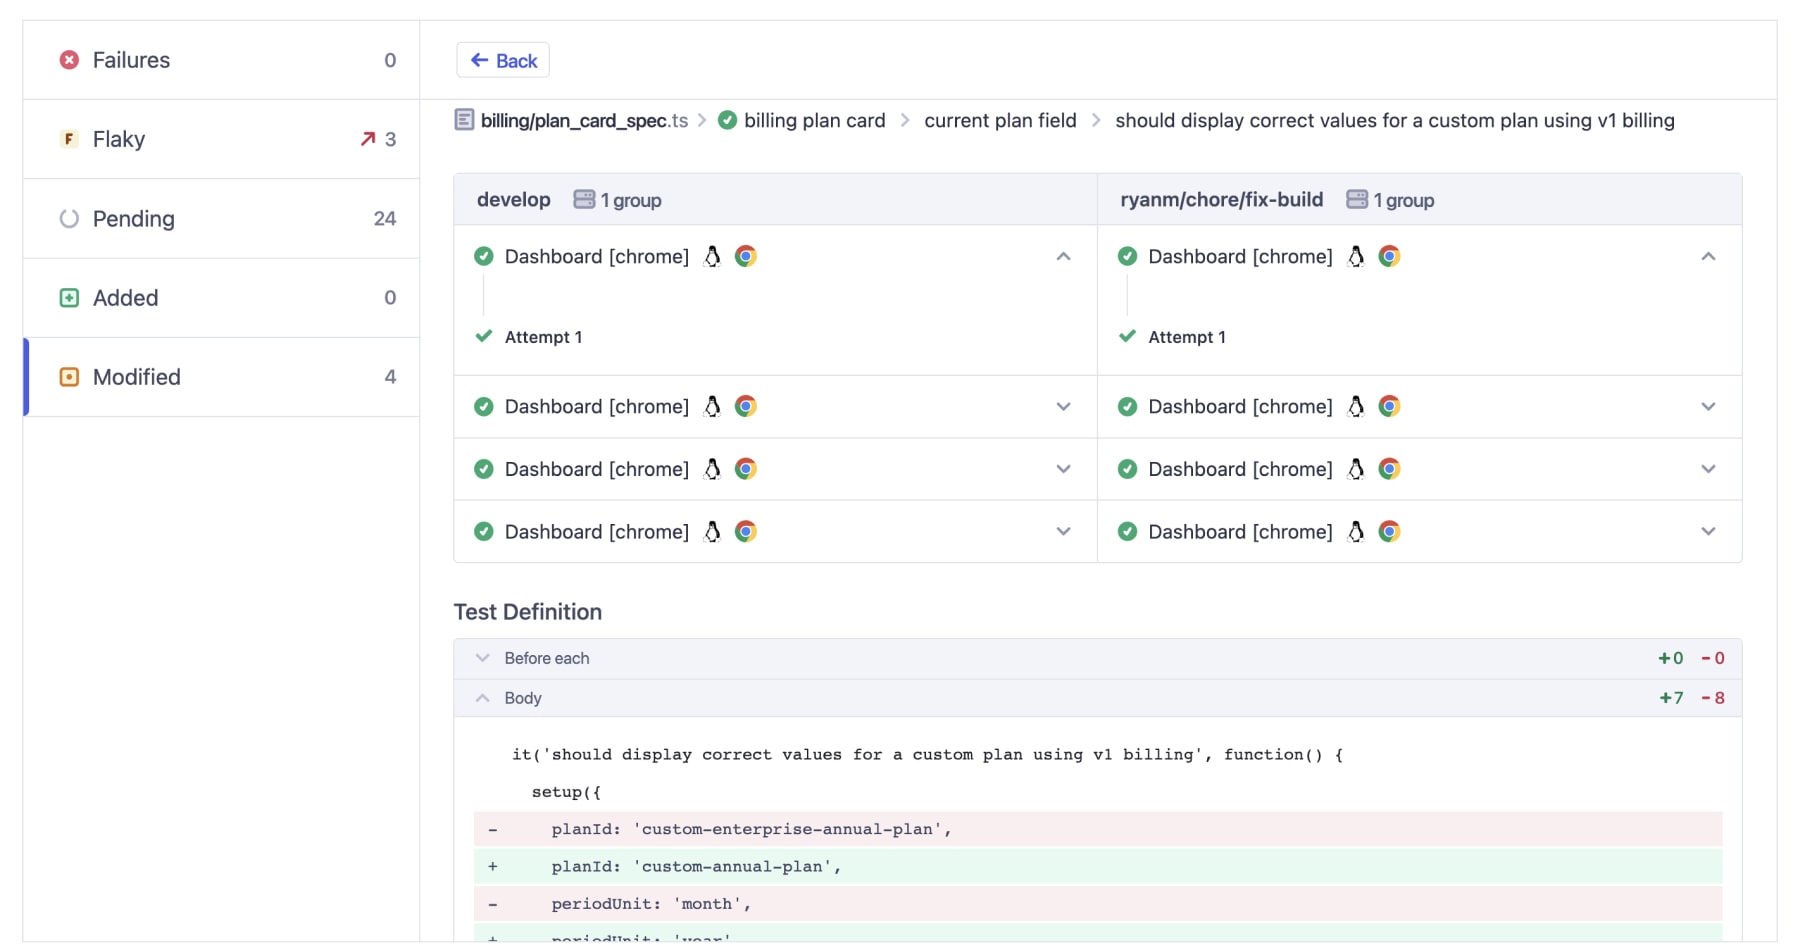 Failures 0
Flaky 3
Pending 24
Added 0
Modified 4
← Back
billing/plan_card_spec.ts > billing plan card > current plan field > should display correct values for a custom plan using v1 billing
develop 1 group
ryanm/chore/fix-build 1 group
Dashboard [chrome]
Dashboard [chrome]
Attempt 1
Attempt 1
Dashboard [chrome]
Dashboard [chrome]
Dashboard [chrome]
Dashboard [chrome]
Dashboard [chrome]
Dashboard [chrome]
Test Definition
Before each +0 -0
Body +7 -8
it('should display correct values for a custom plan using v1 billing', function() {
setup({
- planId: 'custom-enterprise-annual-plan',
+ planId: 'custom-annual-plan',
- periodUnit: 'month',
+ periodUnit: 'year'